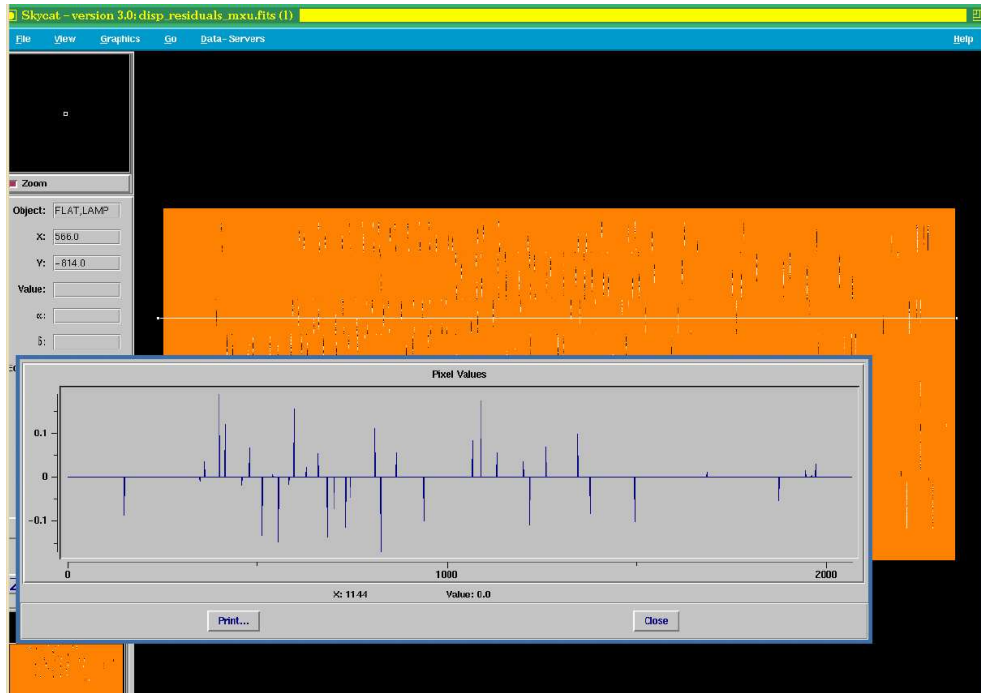 Skycat - version 3.0: disp_residuals_mxu.fits (1)
File View Graphics Go Data-Servers Help
Zoom
Object: FLAT,LAMP
X: 566.0
Y: -814.0
Value:
α:
δ:
Pixel Values
0.1
0
-0.1
0 1000 2000
X: 1144 Value: 0.0
Print... Close